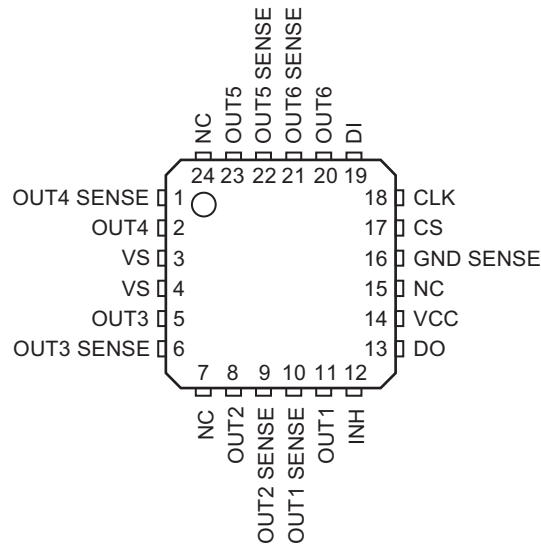 NC
OUT5
OUT5 SENSE
OUT6 SENSE
OUT6
DI
24 23 22 21 20 19
OUT4 SENSE 1
OUT4 2
VS 3
VS 4
OUT3 5
OUT3 SENSE 6
18 CLK
17 CS
16 GND SENSE
15 NC
14 VCC
13 DO
7 8 9 10 11 12
NC
OUT2
OUT2 SENSE
OUT1 SENSE
OUT1
INH